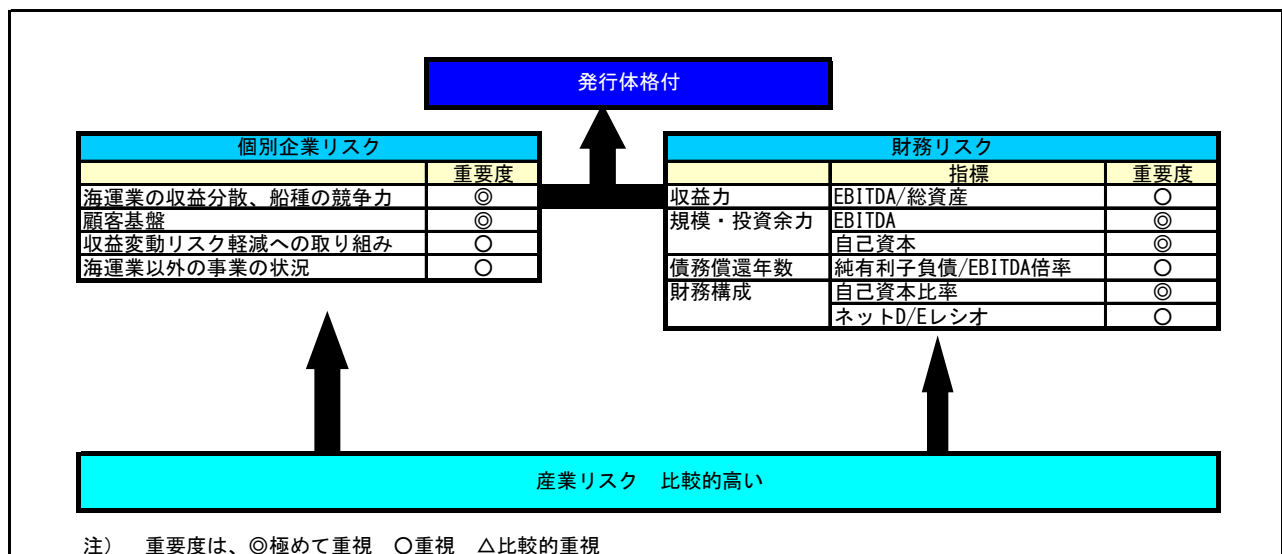 発行体格付
個別企業リスク
重要度
海運業の収益分散、船種の競争力 ◎
顧客基盤 ◎
収益変動リスク軽減への取り組み ○
海運業以外の事業の状況 ○
財務リスク
指標 重要度
収益力 EBITDA/総資産 ○
規模・投資余力 EBITDA ◎
自己資本 ◎
債務償還年数 純有利子負債/EBITDA倍率 ○
財務構成 自己資本比率 ◎
ネットD/Eレシオ ○
産業リスク 比較的高い
注) 重要度は、◎極めて重視 ○重視 △比較的重視